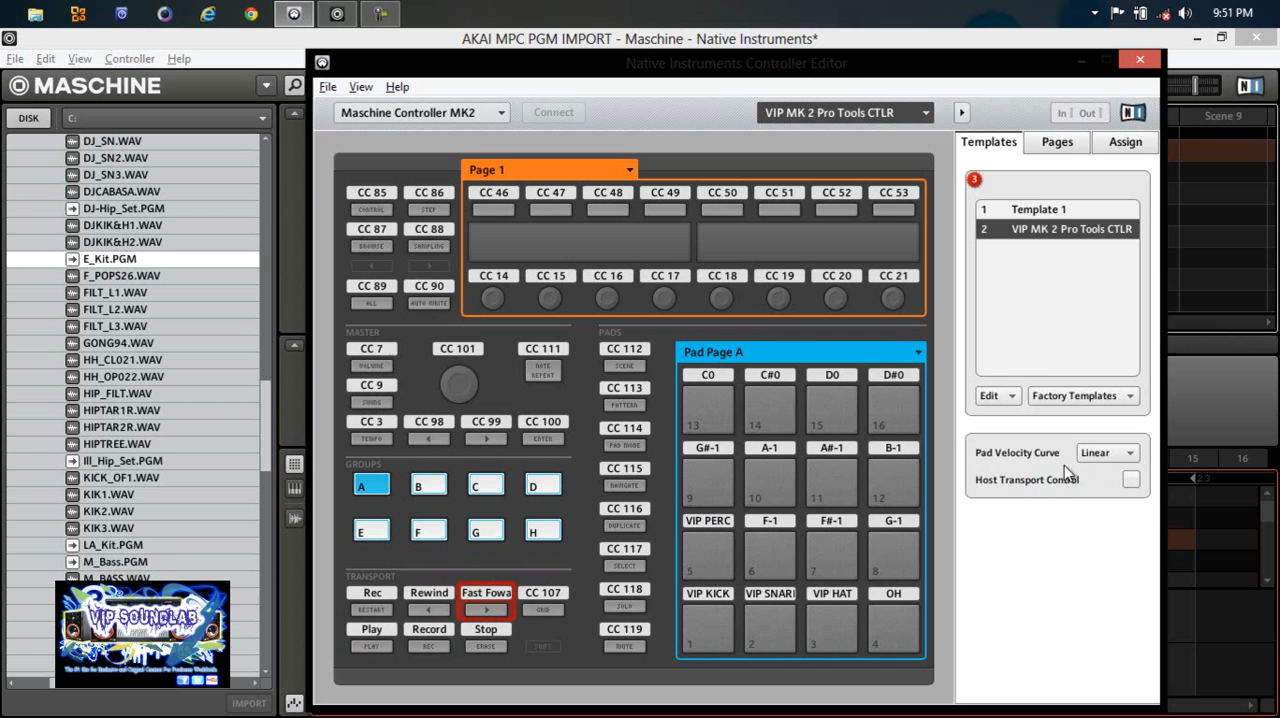 9:51 PM
AKAI MPC PGM IMPORT - Maschine - Native Instruments*
File Edit View Controller Help
Native Instruments Controller Editor
MASCHINE
File View Help
Scene 9
DISK C:
Maschine Controller MK2 Connect VIP MK 2 Pro Tools CTLR In Out
DJ_SN.WAV
DJ_SN2.WAV
DJ_SN3.WAV
DJCABASA.WAV
DJ-Hip_Set.PGM
DJKIK&H1.WAV
DJKIK&H2.WAV
E_Kit.PGM
F_POPS26.WAV
FILT_L1.WAV
FILT_L2.WAV
FILT_L3.WAV
GONG94.WAV
HH_CL021.WAV
HH_OP022.WAV
HIP_FILT.WAV
HIPTAR1R.WAV
HIPTAR2R.WAV
HIPTREE.WAV
Ill_Hip_Set.PGM
KICK_OF1.WAV
KIK1.WAV
KIK2.WAV
KIK3.WAV
LA_Kit.PGM
M_Bass.PGM
M_BASS.WAV
VIP SOUNDLAB
IMPORT
Page 1
CC 85 CC 86 CC 46 CC 47 CC 48 CC 49 CC 50 CC 51 CC 52 CC 53
CONTROL STEP
CC 87 CC 88
BROWSE SAMPLING
CC 89 CC 90 CC 14 CC 15 CC 16 CC 17 CC 18 CC 19 CC 20 CC 21
ALL AUTO WRITE
MASTER
CC 7 CC 101 CC 111
VOLUME NOTE REPEAT
CC 9
SWING
CC 3 CC 98 CC 99 CC 100
TEMPO ENTER
GROUPS
A B C D
E F G H
TRANSPORT
Rec Rewind Fast Fowa CC 107
RESTART GRID
Play Record Stop
PLAY REC ERASE SHIFT
PADS
CC 112
SCENE
CC 113
PATTERN
CC 114
PAD MODE
CC 115
NAVIGATE
CC 116
DUPLICATE
CC 117
SELECT
CC 118
SOLO
CC 119
MUTE
Pad Page A
C0 C#0 D0 D#0
13 14 15 16
G#-1 A-1 A#-1 B-1
9 10 11 12
VIP PERC F-1 F#-1 G-1
5 6 7 8
VIP KICK VIP SNARI VIP HAT OH
1 2 3 4
Templates Pages Assign
3
1 Template 1
2 VIP MK 2 Pro Tools CTLR
Edit Factory Templates
Pad Velocity Curve Linear
Host Transport Control
15 16